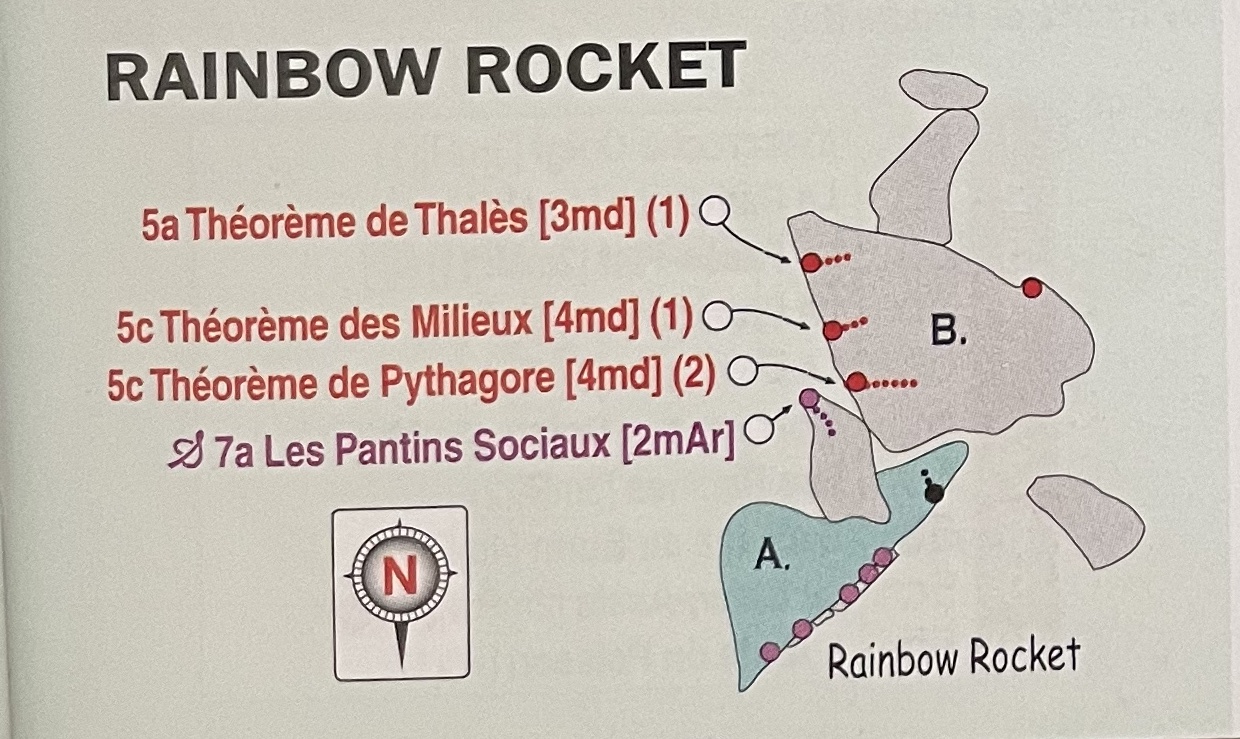 RAINBOW ROCKET
5a Théorème de Thalès [3md] (1)
5c Théorème des Milieux [4md] (1)
5c Théorème de Pythagore [4md] (2)
7a Les Pantins Sociaux [2mAr]
B.
A.
N
Rainbow Rocket